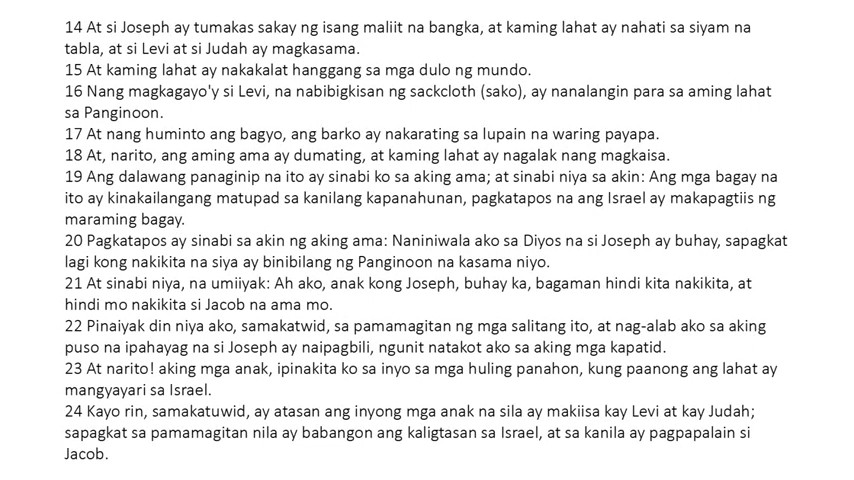 14 At si Joseph ay tumakas sakay ng isang maliit na bangka, at kaming lahat ay nahati sa siyam na
tabla, at si Levi at si Judah ay magkasama.
15 At kaming lahat ay nakakalat hanggang sa mga dulo ng mundo.
16 Nang magkagayo'y si Levi, na nabibigkisan ng sackcloth (sako), ay nanalangin para sa aming lahat
sa Panginoon.
17 At nang huminto ang bagyo, ang barko ay nakarating sa lupain na waring payapa.
18 At, narito, ang aming ama ay dumating, at kaming lahat ay nagalak nang magkaisa.
19 Ang dalawang panaginip na ito ay sinabi ko sa aking ama; at sinabi niya sa akin: Ang mga bagay na
ito ay kinakailangang matupad sa kanilang kapanahunan, pagkatapos na ang Israel ay makapagtiis ng
maraming bagay.
20 Pagkatapos ay sinabi sa akin ng aking ama: Naniniwala ako sa Diyos na si Joseph ay buhay, sapagkat
lagi kong nakikita na siya ay binibilang ng Panginoon na kasama niyo.
21 At sinabi niya, na umiiyak: Ah ako, anak kong Joseph, buhay ka, bagaman hindi kita nakikita, at
hindi mo nakikita si Jacob na ama mo.
22 Pinaiyak din niya ako, samakatwid, sa pamamagitan ng mga salitang ito, at nag-alab ako sa aking
puso na ipahayag na si Joseph ay naipagbili, ngunit natakot ako sa aking mga kapatid.
23 At narito! aking mga anak, ipinakita ko sa inyo sa mga huling panahon, kung paanong ang lahat ay
mangyayari sa Israel.
24 Kayo rin, samakatuwid, ay atasan ang inyong mga anak na sila ay makiisa kay Levi at kay Judah;
sapagkat sa pamamagitan nila ay babangon ang kaligtasan sa Israel, at sa kanila ay pagpapalain si
Jacob.